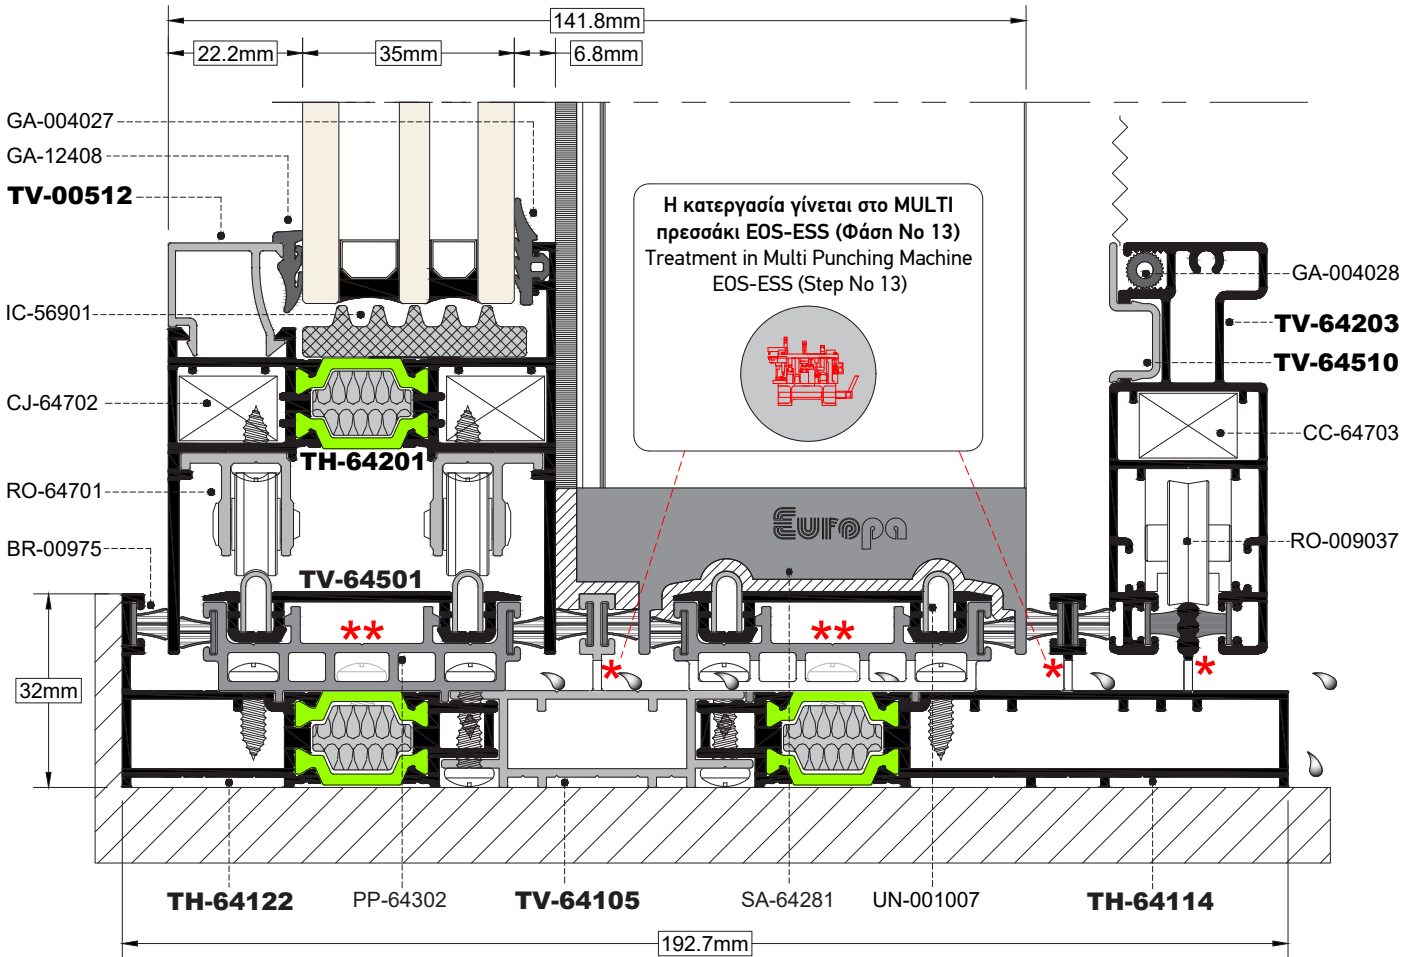 141.8mm
22.2mm
35mm
6.8mm
GA-004027
GA-12408
TV-00512
IC-56901
CJ-64702
RO-64701
BR-00975
32mm
Η κατεργασία γίνεται στο MULTI
πρεσσάκι EOS-ESS (Φάση Νο 13)
Treatment in Multi Punching Machine
EOS-ESS (Step No 13)
GA-004028
TV-64203
TV-64510
CC-64703
RO-009037
TH-64201
TV-64501
Europa
**
**
*
*
*
TH-64122
PP-64302
TV-64105
SA-64281
UN-001007
TH-64114
192.7mm